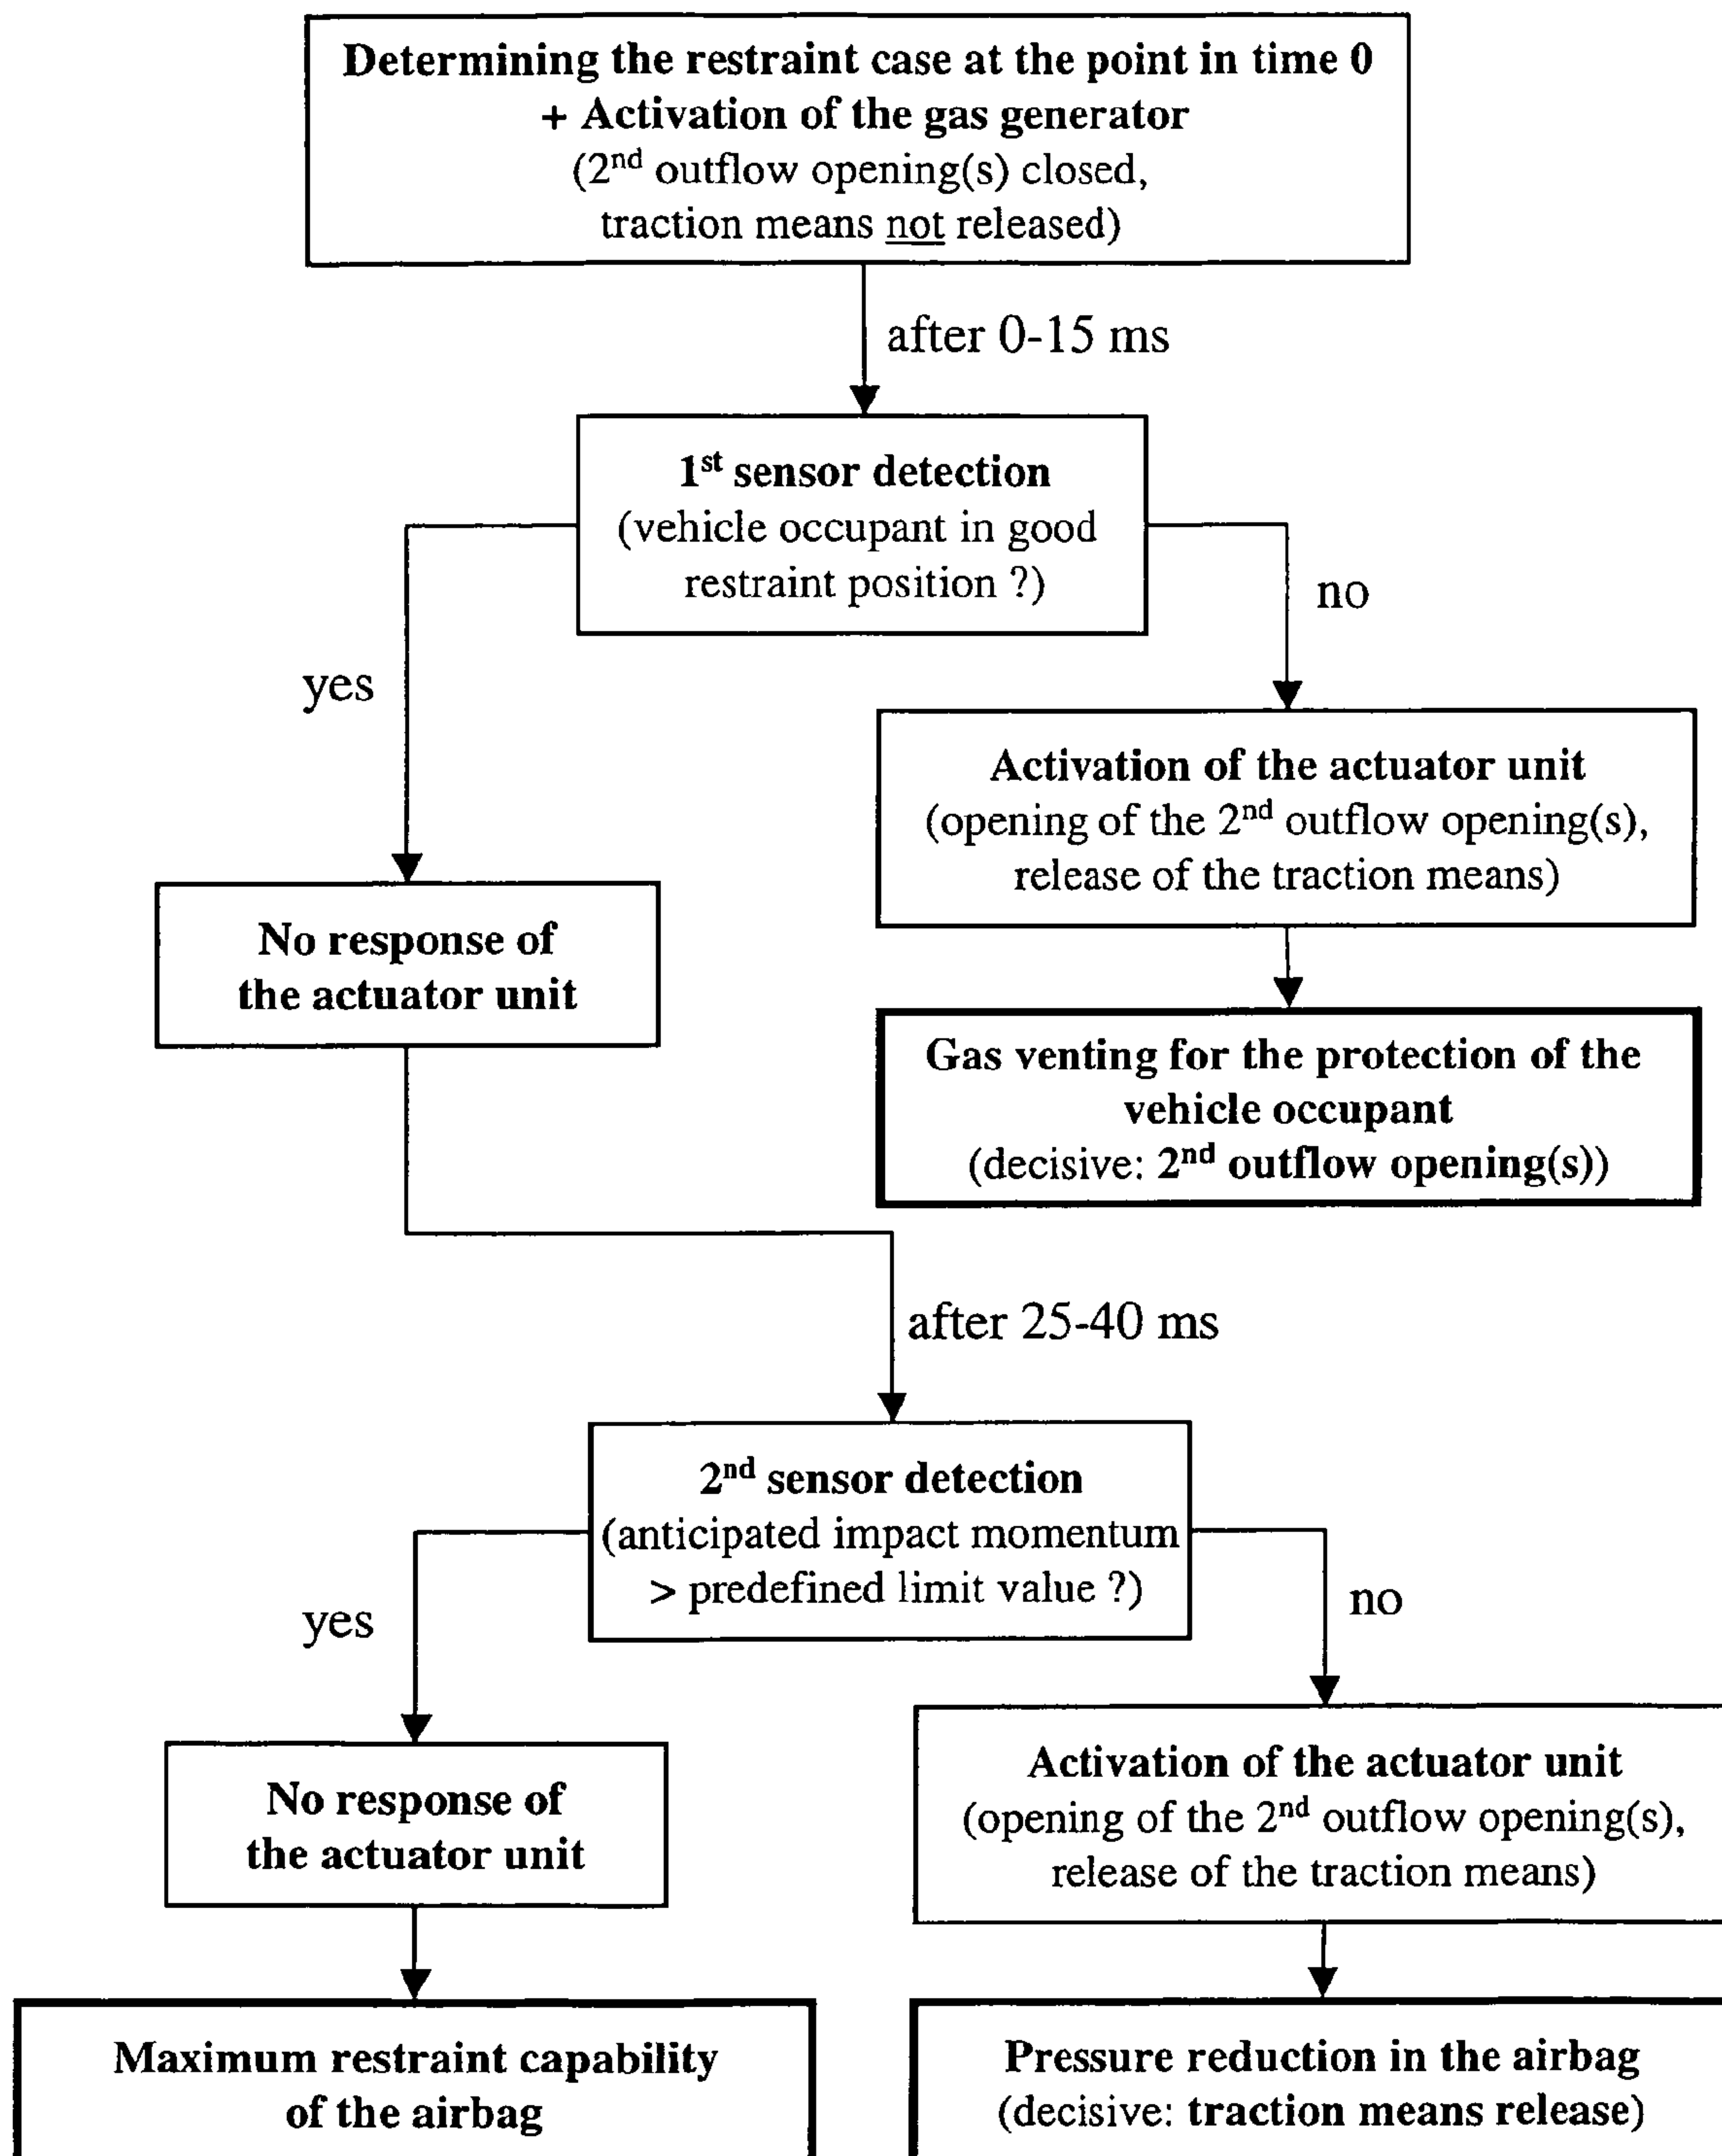 Determining the restraint case at the point in time 0
+ Activation of the gas generator
(2nd outflow opening(s) closed,
traction means not released)
after 0-15 ms
1st sensor detection
(vehicle occupant in good
restraint position ?)
no
yes
Activation of the actuator unit
(opening of the 2nd outflow opening(s),
release of the traction means)
No response of
the actuator unit
Gas venting for the protection of the
vehicle occupant
(decisive: 2nd outflow opening(s))
after 25-40 ms
2nd sensor detection
(anticipated impact momentum
> predefined limit value ?)
yes
no
Activation of the actuator unit
(opening of the 2nd outflow opening(s),
release of the traction means)
No response of
the actuator unit
Maximum restraint capability
of the airbag
Pressure reduction in the airbag
(decisive: traction means release)